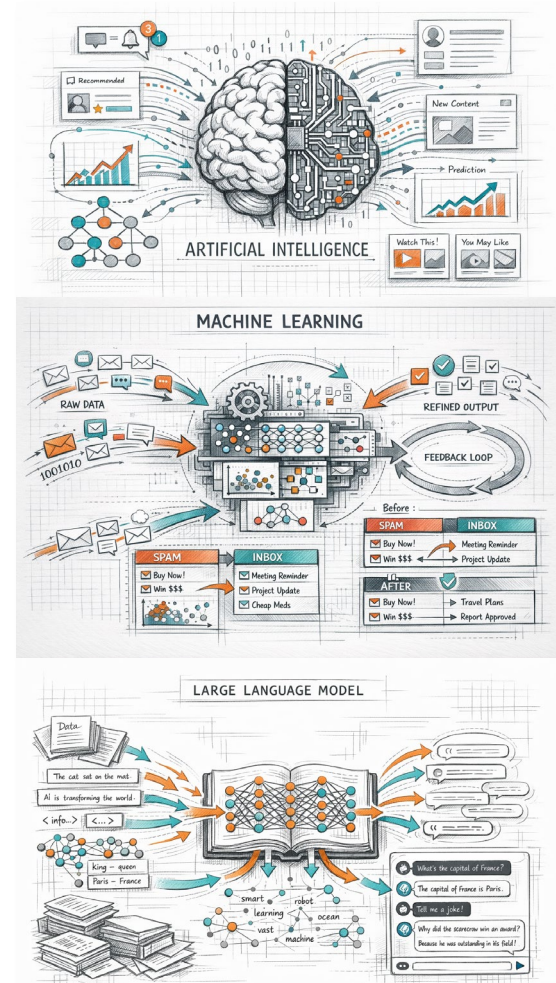 3
1
Recommended
New Content
Prediction
Watch This!
You May Like
ARTIFICIAL INTELLIGENCE
MACHINE LEARNING
RAW DATA
REFINED OUTPUT
1001010
FEEDBACK LOOP
SPAM
INBOX
Buy Now!
Meeting Reminder
Win $$$
Project Update
Cheap Meds
Before :
SPAM
INBOX
Buy Now!
Meeting Reminder
Win $$$
Project Update
AFTER
Buy Now!
Travel Plans
Win $$$
Report Approved
LARGE LANGUAGE MODEL
Data
The cat sat on the mat.
AI is transforming the world.
< info...>
<...>
King – queen
Paris – France
smart
robot
learning
ocean
vast
machine
What's the capital of France?
The capital of France is Paris.
Tell me a joke!
Why did the scarecrow win an award?
Because he was outstanding in his field!